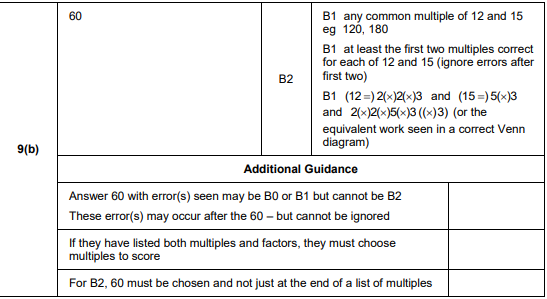 60
B1 any common multiple of 12 and 15
eg 120, 180
B1 at least the first two multiples correct
for each of 12 and 15 (ignore errors after
first two)
B2
B1 (12 =) 2(×)2(×)3 and (15 =) 5(×)3
and 2(×)2(×)5(×)3 ((×)3) (or the
equivalent work seen in a correct Venn
diagram)
9(b)
Additional Guidance
Answer 60 with error(s) seen may be B0 or B1 but cannot be B2
These error(s) may occur after the 60 – but cannot be ignored
If they have listed both multiples and factors, they must choose
multiples to score
For B2, 60 must be chosen and not just at the end of a list of multiples